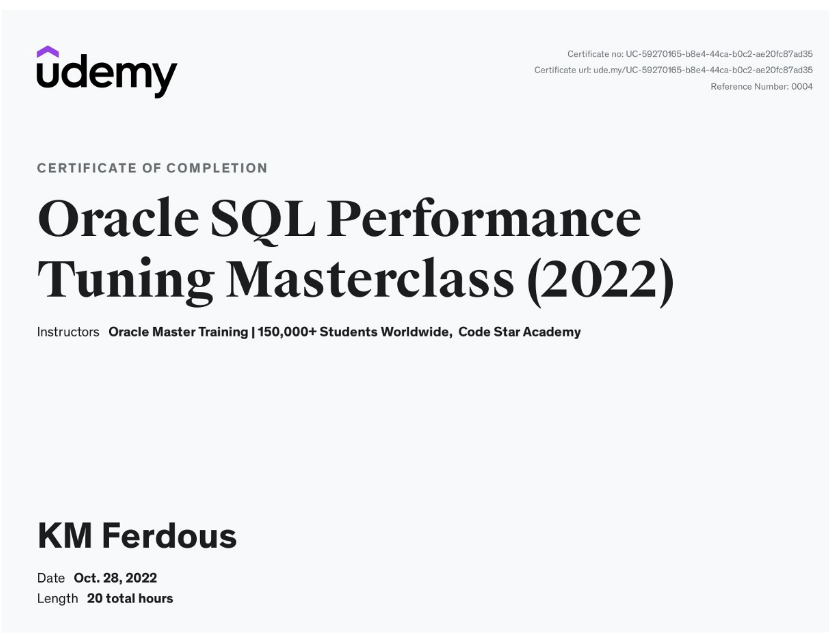 udemy
Certificate no: UC-59270165-b8e4-44ca-b0c2-ae20fc87ad35
Certificate url: ude.my/UC-59270165-b8e4-44ca-b0c2-ae20fc87ad35
Reference Number: 0004
CERTIFICATE OF COMPLETION
Oracle SQL Performance
Tuning Masterclass (2022)
Instructors Oracle Master Training | 150,000+ Students Worldwide, Code Star Academy
KM Ferdous
Date Oct. 28, 2022
Length 20 total hours